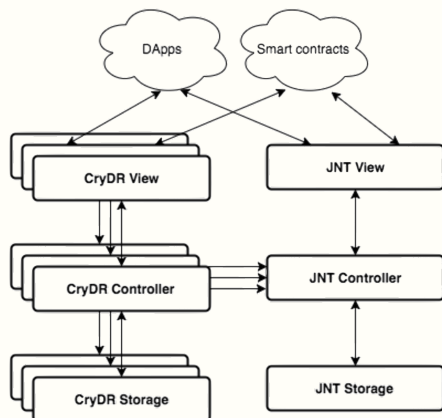 DApps
Smart contracts
CryDR View
JNT View
CryDR Controller
JNT Controller
CryDR Storage
JNT Storage